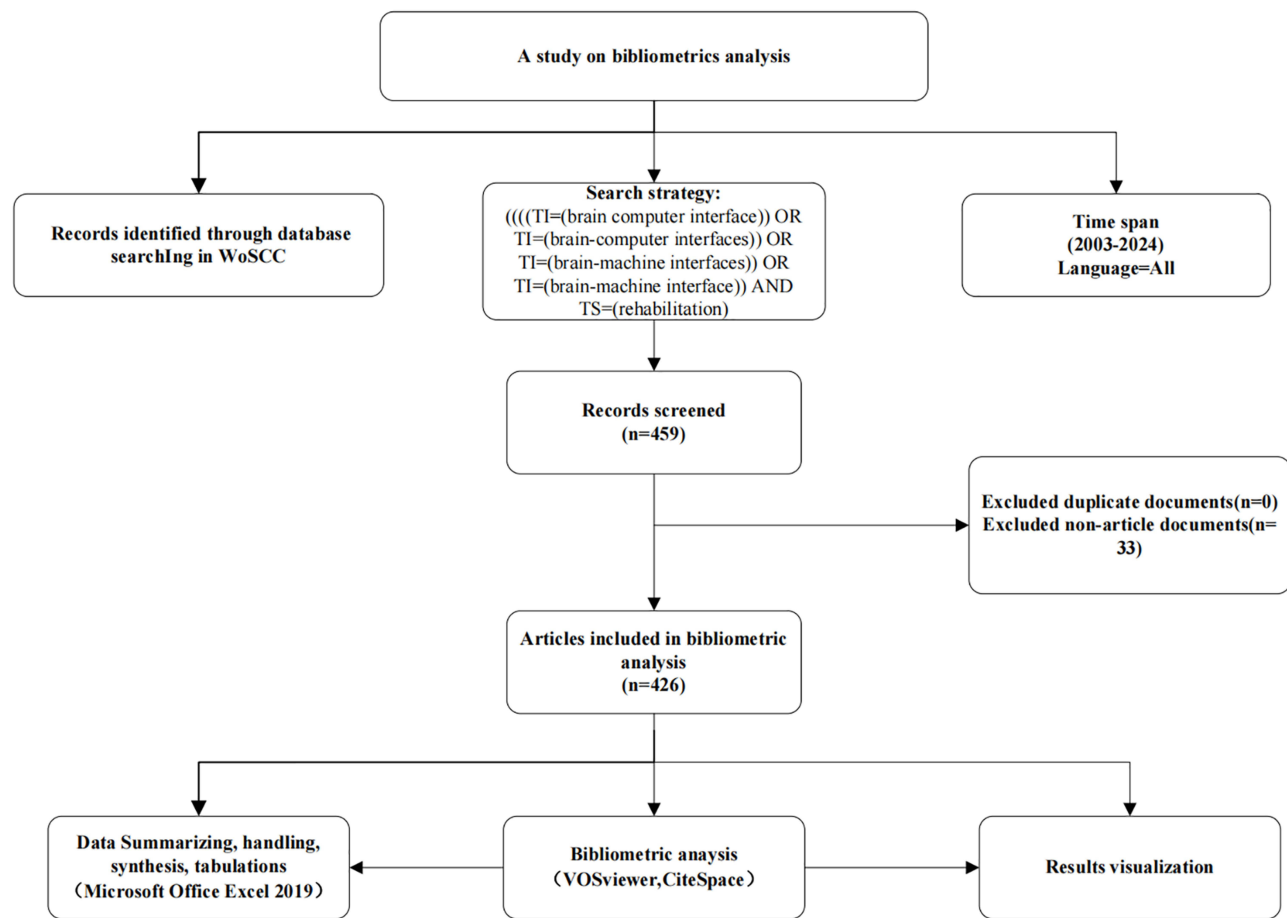 A study on bibliometrics analysis
Records identified through database
searchIng in WoSCC
Search strategy:
((((TI=(brain computer interface)) OR
TI=(brain-computer interfaces)) OR
TI=(brain-machine interfaces)) OR
TI=(brain-machine interface)) AND
TS=(rehabilitation)
Time span
(2003-2024)
Language=All
Records screened
(n=459)
Excluded duplicate documents(n=0)
Excluded non-article documents(n=
33)
Articles included in bibliometric
analysis
(n=426)
Data Summarizing, handling,
synthesis, tabulations
（Microsoft Office Excel 2019）
Bibliometric anaysis
（VOSviewer,CiteSpace）
Results visualization